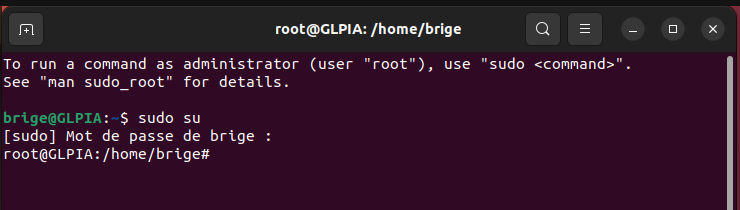 root@GLPIA: /home/brige
To run a command as administrator (user "root"), use "sudo <command>".
See "man sudo_root" for details.
brige@GLPIA:~$ sudo su
[sudo] Mot de passe de brige :
root@GLPIA:/home/brige#